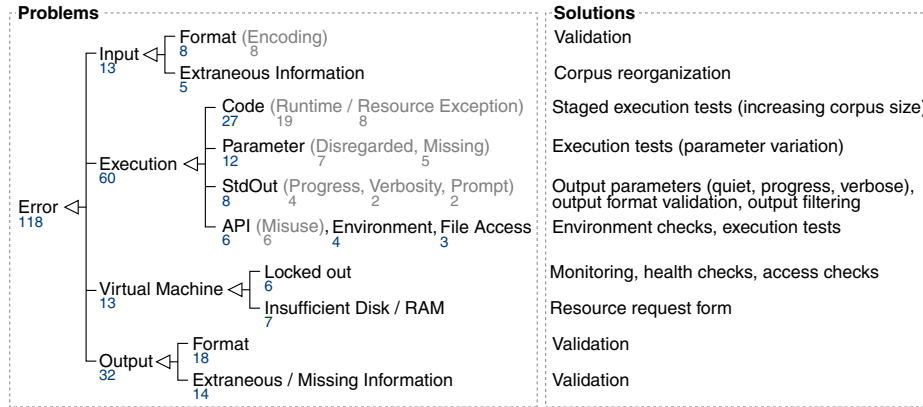 Problems
Solutions
Format (Encoding)
8 8
Validation
Input
13
Extraneous Information
5
Corpus reorganization
Code (Runtime / Resource Exception)
27 19 8
Staged execution tests (increasing corpus size)
Parameter (Disregarded, Missing)
12 7 5
Execution tests (parameter variation)
Execution
60
StdOut (Progress, Verbosity, Prompt)
8 4 2 2
Output parameters (quiet, progress, verbose),
output format validation, output filtering
Error
118
API (Misuse), Environment, File Access
6 6 4 3
Environment checks, execution tests
Locked out
6
Monitoring, health checks, access checks
Virtual Machine
13
Insufficient Disk / RAM
7
Resource request form
Format
18
Validation
Output
32
Extraneous / Missing Information
14
Validation